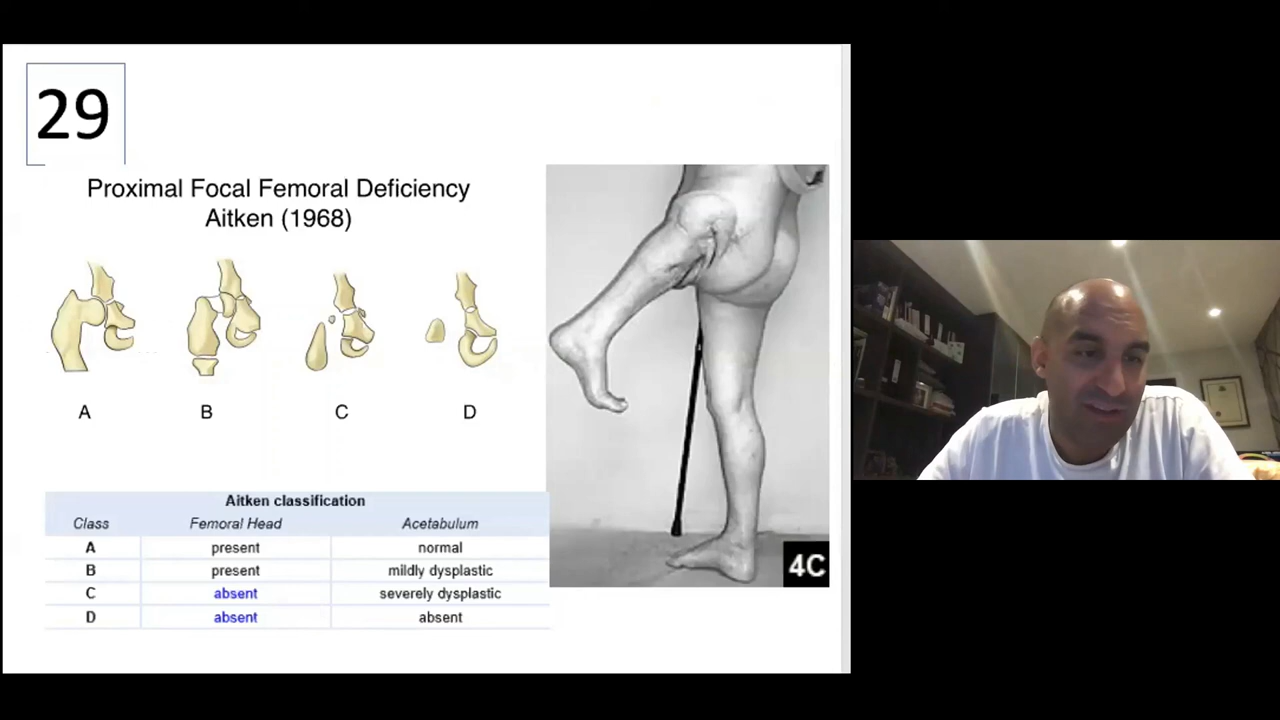 29
Proximal Focal Femoral Deficiency
Aitken (1968)
A B C D
Aitken classification
Class Femoral Head Acetabulum
A present normal
B present mildly dysplastic
C absent severely dysplastic
D absent absent
4C